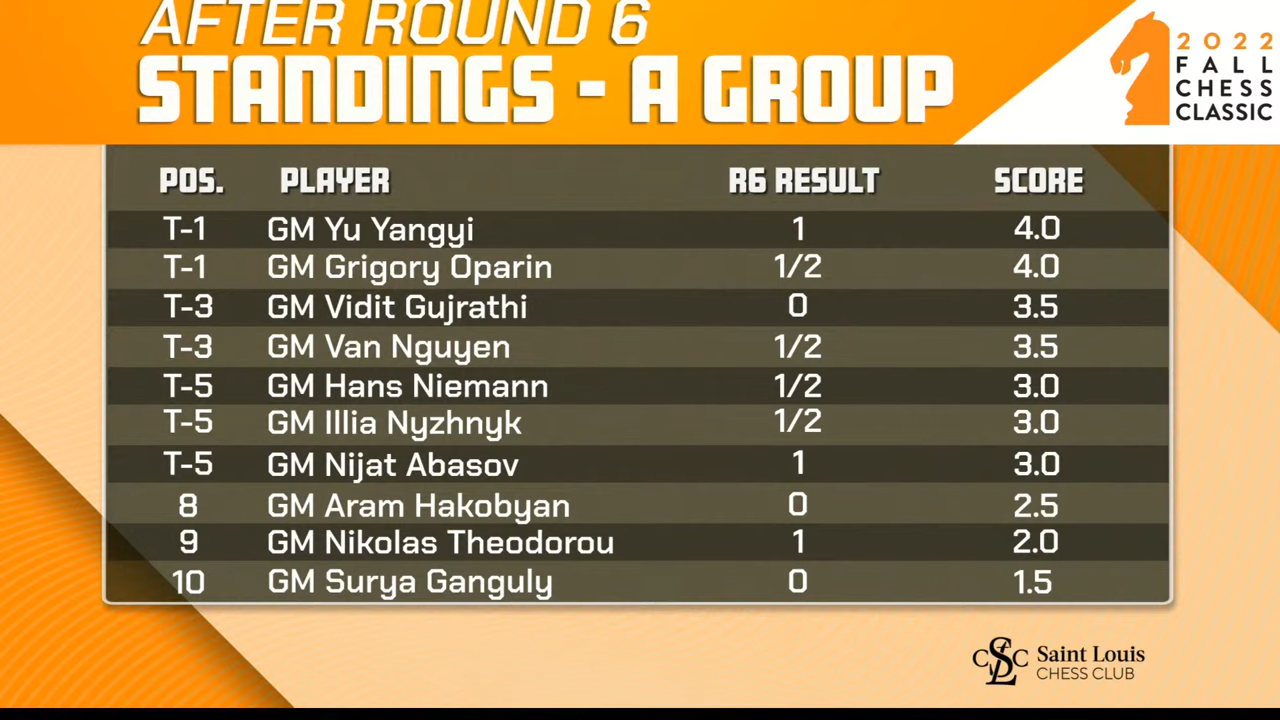 AFTER ROUND 6
STANDINGS - A GROUP
2022
FALL
CHESS
CLASSIC
POS. PLAYER R6 RESULT SCORE
T-1 GM Yu Yangyi 1 4.0
T-1 GM Grigory Oparin 1/2 4.0
T-3 GM Vidit Gujrathi 0 3.5
T-3 GM Van Nguyen 1/2 3.5
T-5 GM Hans Niemann 1/2 3.0
T-5 GM Illia Nyzhnyk 1/2 3.0
T-5 GM Nijat Abasov 1 3.0
8 GM Aram Hakobyan 0 2.5
9 GM Nikolas Theodorou 1 2.0
10 GM Surya Ganguly 0 1.5
Saint Louis
CHESS CLUB